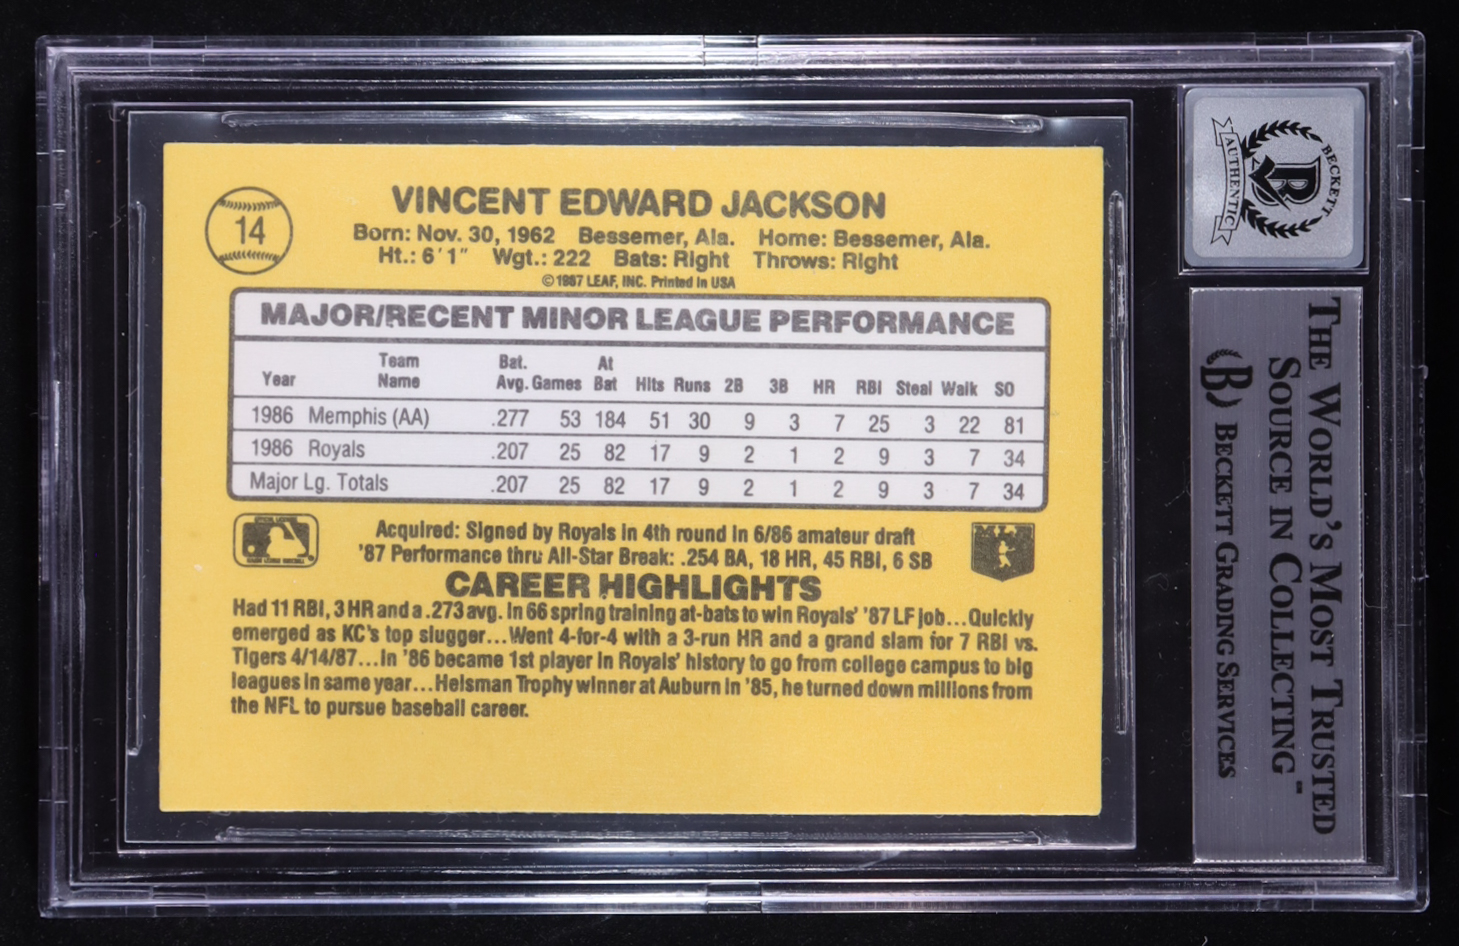 14
VINCENT EDWARD JACKSON
Born: Nov. 30, 1962 Bessemer, Ala. Home: Bessemer, Ala.
Ht.: 6'1" Wgt.: 222 Bats: Right Throws: Right
©1987 LEAF, INC. Printed in USA
MAJOR/RECENT MINOR LEAGUE PERFORMANCE
Year Team Name Bat. Avg. Games At Bat Hits Runs 2B 3B HR RBI Steal Walk SO
1986 Memphis (AA) .277 53 184 51 30 9 3 7 25 3 22 81
1986 Royals .207 25 82 17 9 2 1 2 9 3 7 34
Major Lg. Totals .207 25 82 17 9 2 1 2 9 3 7 34
Acquired: Signed by Royals in 4th round in 6/86 amateur draft
'87 Performance thru All-Star Break: .254 BA, 18 HR, 45 RBI, 6 SB
MLB
CAREER HIGHLIGHTS
Had 11 RBI, 3 HR and a .273 avg. in 66 spring training at-bats to win Royals' '87 LF job...Quickly
emerged as KC's top slugger...Went 4-for-4 with a 3-run HR and a grand slam for 7 RBI vs.
Tigers 4/14/87...In '86 became 1st player in Royals' history to go from college campus to big
leagues in same year...Heisman Trophy winner at Auburn in '85, he turned down millions from
the NFL to pursue baseball career.
BECKETT
B
AUTHENTIC
THE WORLD'S MOST TRUSTED
SOURCE IN COLLECTING™
B BECKETT GRADING SERVICES